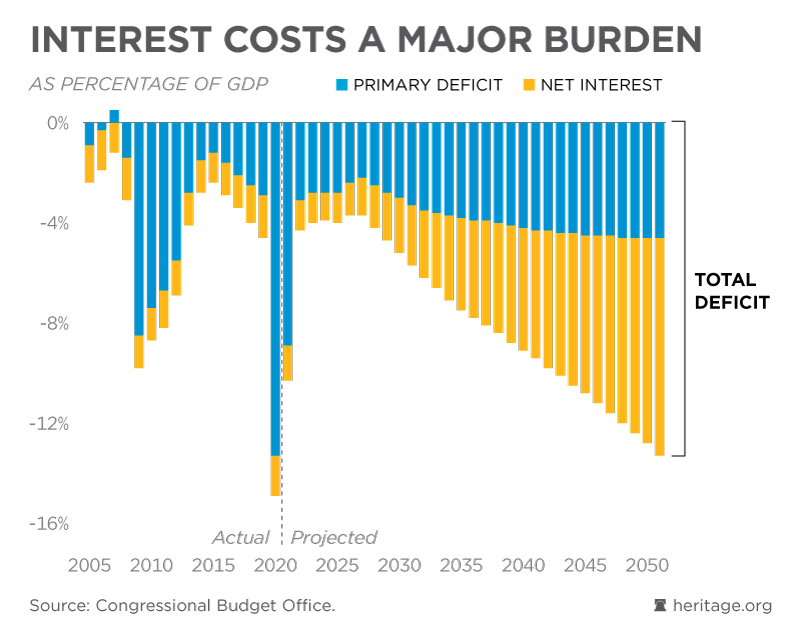 INTEREST COSTS A MAJOR BURDEN
AS PERCENTAGE OF GDP
PRIMARY DEFICIT NET INTEREST
0%
-4%
-8%
-12%
-16%
TOTAL
DEFICIT
Actual Projected
2005 2010 2015 2020 2025 2030 2035 2040 2045 2050
Source: Congressional Budget Office.
heritage.org